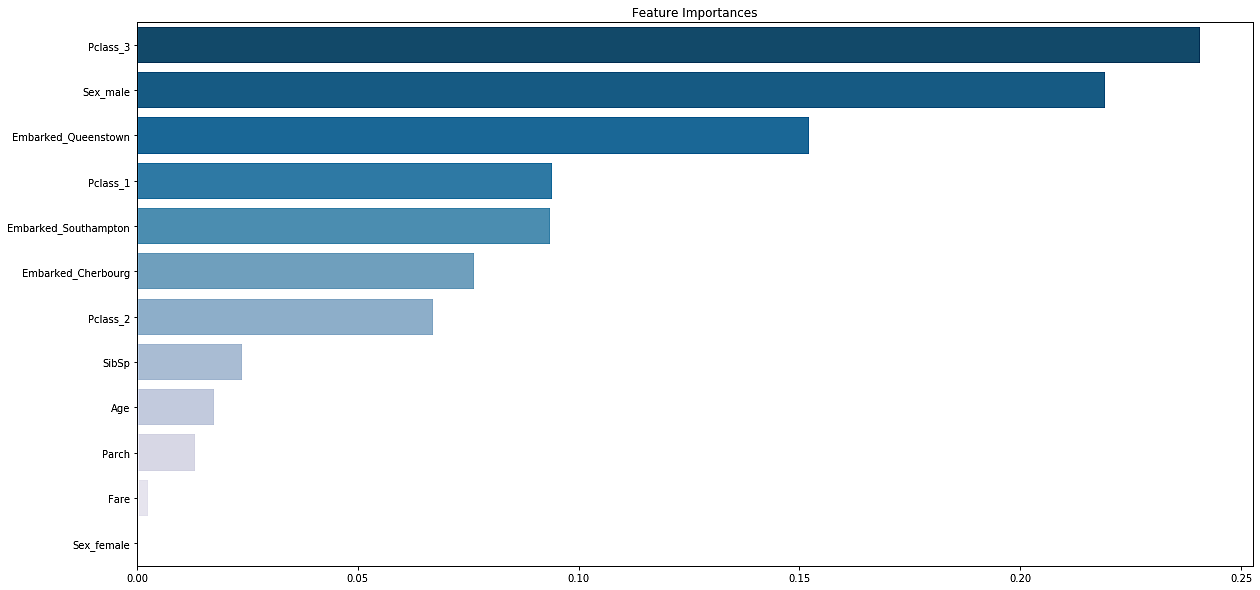 Feature Importances
Pclass_3
Sex_male
Embarked_Queenstown
Pclass_1
Embarked_Southampton
Embarked_Cherbourg
Pclass_2
SibSp
Age
Parch
Fare
Sex_female
0.00 0.05 0.10 0.15 0.20 0.25